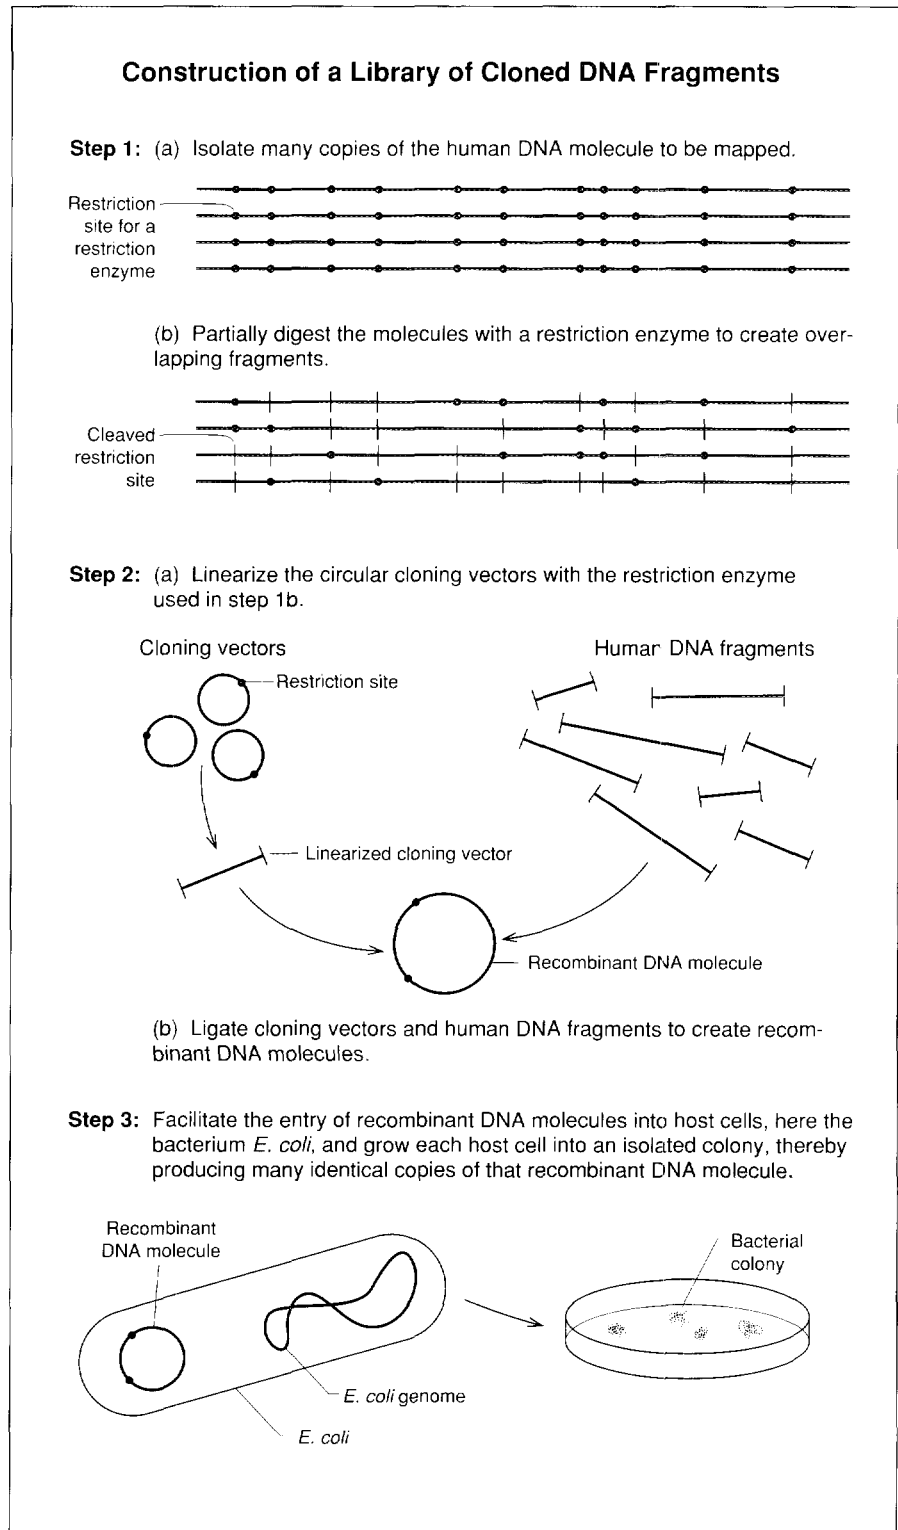 Construction of a Library of Cloned DNA Fragments
Step 1: (a) Isolate many copies of the human DNA molecule to be mapped.
Restriction
site for a
restriction
enzyme
(b) Partially digest the molecules with a restriction enzyme to create over-
lapping fragments.
Cleaved
restriction
site
Step 2: (a) Linearize the circular cloning vectors with the restriction enzyme
used in step 1b.
Cloning vectors
Human DNA fragments
Restriction site
Linearized cloning vector
Recombinant DNA molecule
(b) Ligate cloning vectors and human DNA fragments to create recom-
binant DNA molecules.
Step 3: Facilitate the entry of recombinant DNA molecules into host cells, here the
bacterium E. coli, and grow each host cell into an isolated colony, thereby
producing many identical copies of that recombinant DNA molecule.
Recombinant
DNA molecule
Bacterial
colony
E. coli genome
E. coli